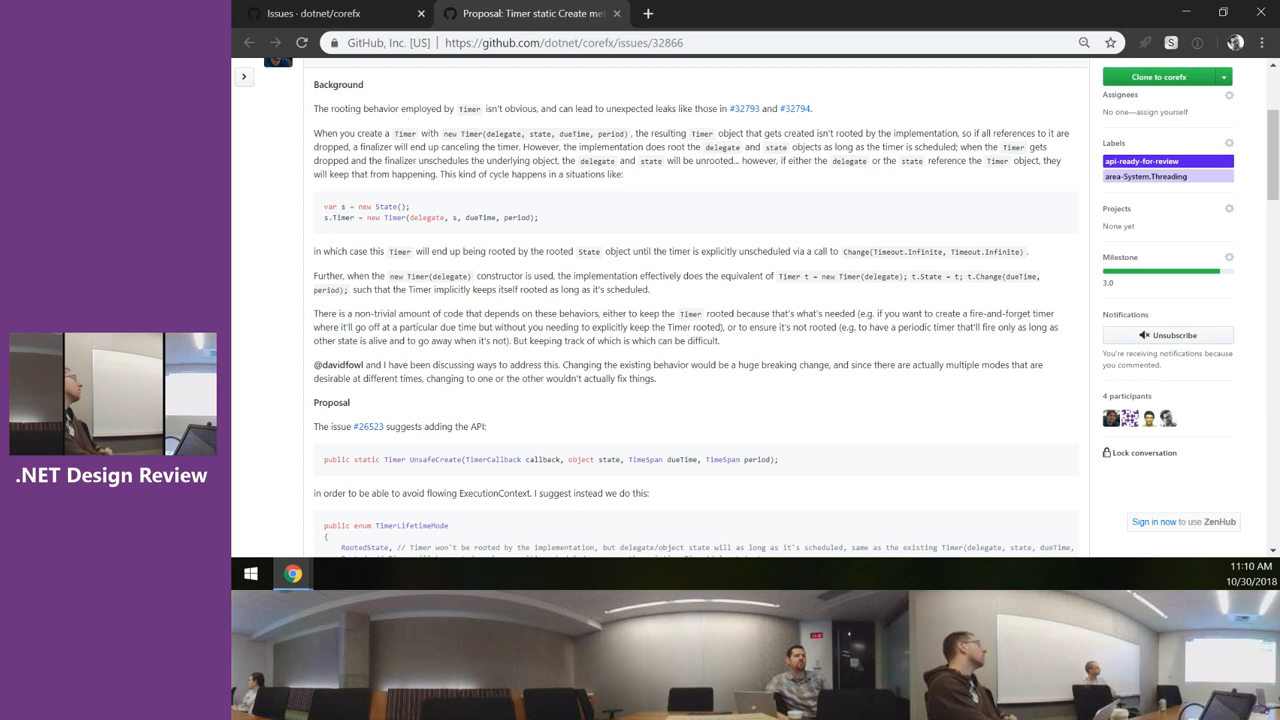 Issues · dotnet/corefx
Proposal: Timer static Create met
GitHub, Inc. [US] | https://github.com/dotnet/corefx/issues/32866
Background
The rooting behavior employed by Timer isn't obvious, and can lead to unexpected leaks like those in #32793 and #32794.
When you create a Timer with new Timer(delegate, state, dueTime, period), the resulting Timer object that gets created isn't rooted by the implementation, so if all references to it are
dropped, a finalizer will end up canceling the timer. However, the implementation does root the delegate and state objects as long as the timer is scheduled; when the Timer gets
dropped and the finalizer unschedules the underlying object, the delegate and state will be unrooted... however, if either the delegate or the state reference the Timer object, they
will keep that from happening. This kind of cycle happens in a situations like:
var s = new State();
s.Timer = new Timer(delegate, s, dueTime, period);
in which case this Timer will end up being rooted by the rooted State object until the timer is explicitly unscheduled via a call to Change(Timeout.Infinite, Timeout.Infinite).
Further, when the new Timer(delegate) constructor is used, the implementation effectively does the equivalent of Timer t = new Timer(delegate); t.State = t; t.Change(dueTime,
period); such that the Timer implicitly keeps itself rooted as long as it's scheduled.
There is a non-trivial amount of code that depends on these behaviors, either to keep the Timer rooted because that's what's needed (e.g. if you want to create a fire-and-forget timer
where it'll go off at a particular due time but without you needing to explicitly keep the Timer rooted), or to ensure it's not rooted (e.g. to have a periodic timer that'll fire only as long as
other state is alive and to go away when it's not). But keeping track of which is which can be difficult.
@davidfowl and I have been discussing ways to address this. Changing the existing behavior would be a huge breaking change, and since there are actually multiple modes that are
desirable at different times, changing to one or the other wouldn't actually fix things.
Proposal
The issue #26523 suggests adding the API:
public static Timer UnsafeCreate(TimerCallback callback, object state, TimeSpan dueTime, TimeSpan period);
in order to be able to avoid flowing ExecutionContext. I suggest instead we do this:
public enum TimerLifetimeMode
{
RootedState, // Timer won't be rooted by the implementation, but delegate/object state will as long as it's scheduled, same as the existing Timer(delegate, state, dueTime,
Clone to corefx
Assignees
No one—assign yourself
Labels
api-ready-for-review
area-System.Threading
Projects
None yet
Milestone
3.0
Notifications
Unsubscribe
You're receiving notifications because
you commented.
4 participants
Lock conversation
Sign in now to use ZenHub
.NET Design Review
11:10 AM
10/30/2018